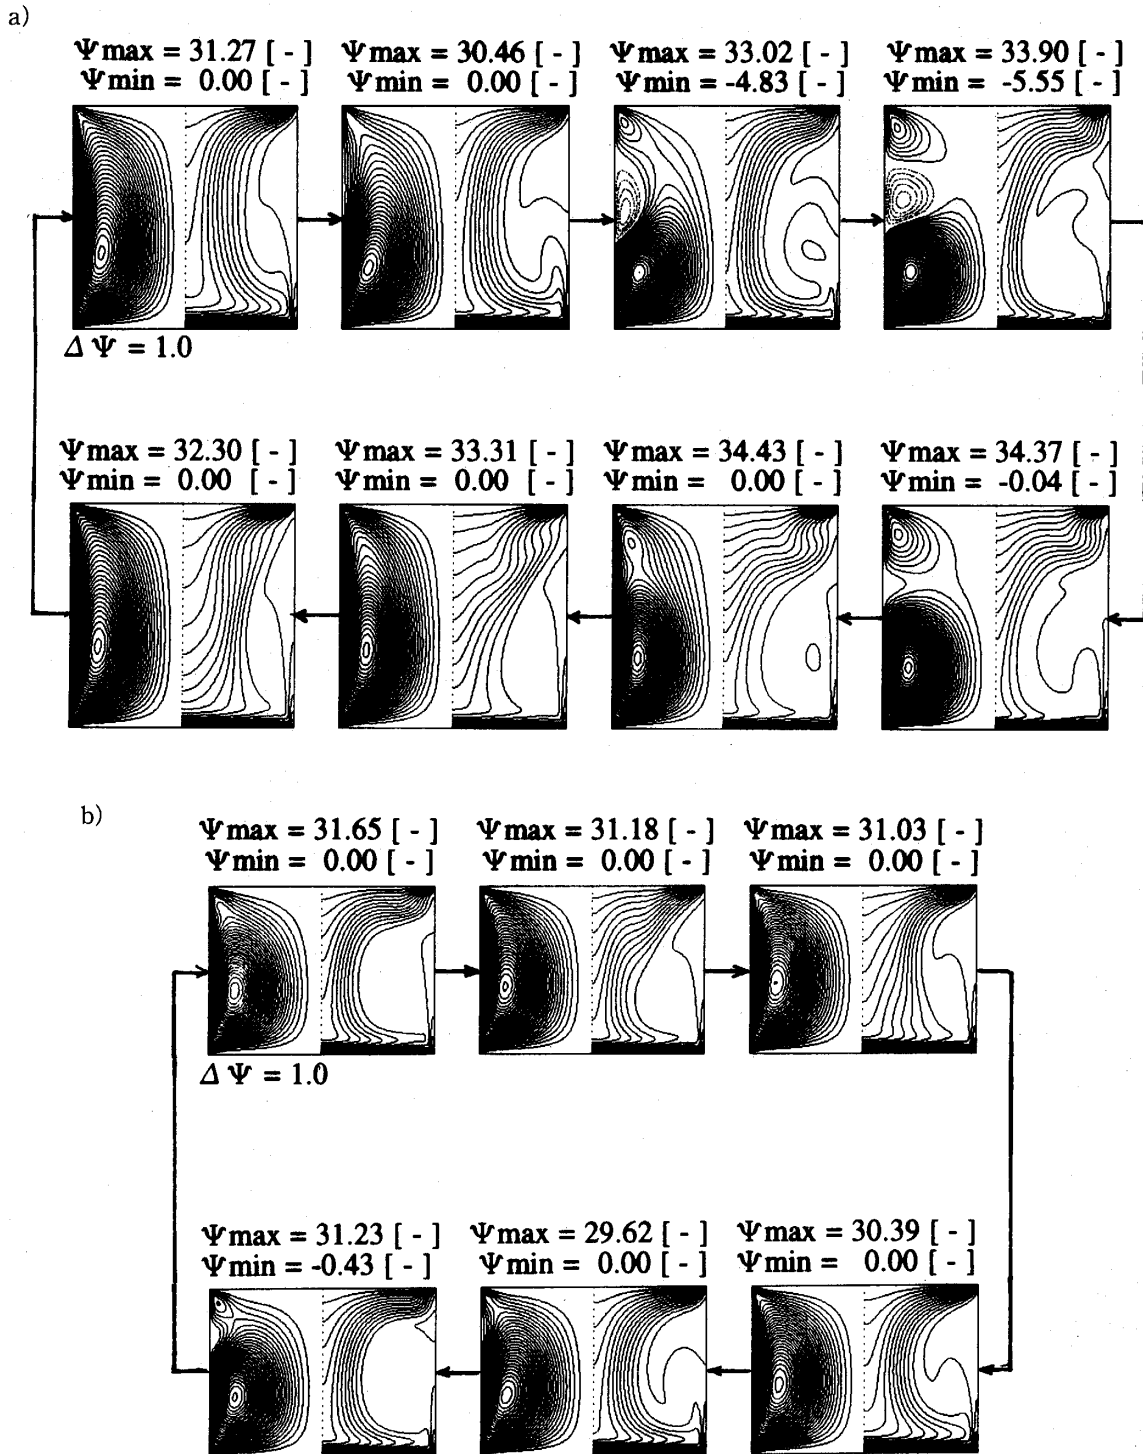 a)
Ψmax = 31.27 [ - ] Ψmax = 30.46 [ - ] Ψmax = 33.02 [ - ] Ψmax = 33.90 [ - ]
Ψmin = 0.00 [ - ] Ψmin = 0.00 [ - ] Ψmin = -4.83 [ - ] Ψmin = -5.55 [ - ]
Δ Ψ = 1.0
Ψmax = 32.30 [ - ] Ψmax = 33.31 [ - ] Ψmax = 34.43 [ - ] Ψmax = 34.37 [ - ]
Ψmin = 0.00 [ - ] Ψmin = 0.00 [ - ] Ψmin = 0.00 [ - ] Ψmin = -0.04 [ - ]
b)
Ψmax = 31.65 [ - ] Ψmax = 31.18 [ - ] Ψmax = 31.03 [ - ]
Ψmin = 0.00 [ - ] Ψmin = 0.00 [ - ] Ψmin = 0.00 [ - ]
Δ Ψ = 1.0
Ψmax = 31.23 [ - ] Ψmax = 29.62 [ - ] Ψmax = 30.39 [ - ]
Ψmin = -0.43 [ - ] Ψmin = 0.00 [ - ] Ψmin = 0.00 [ - ]